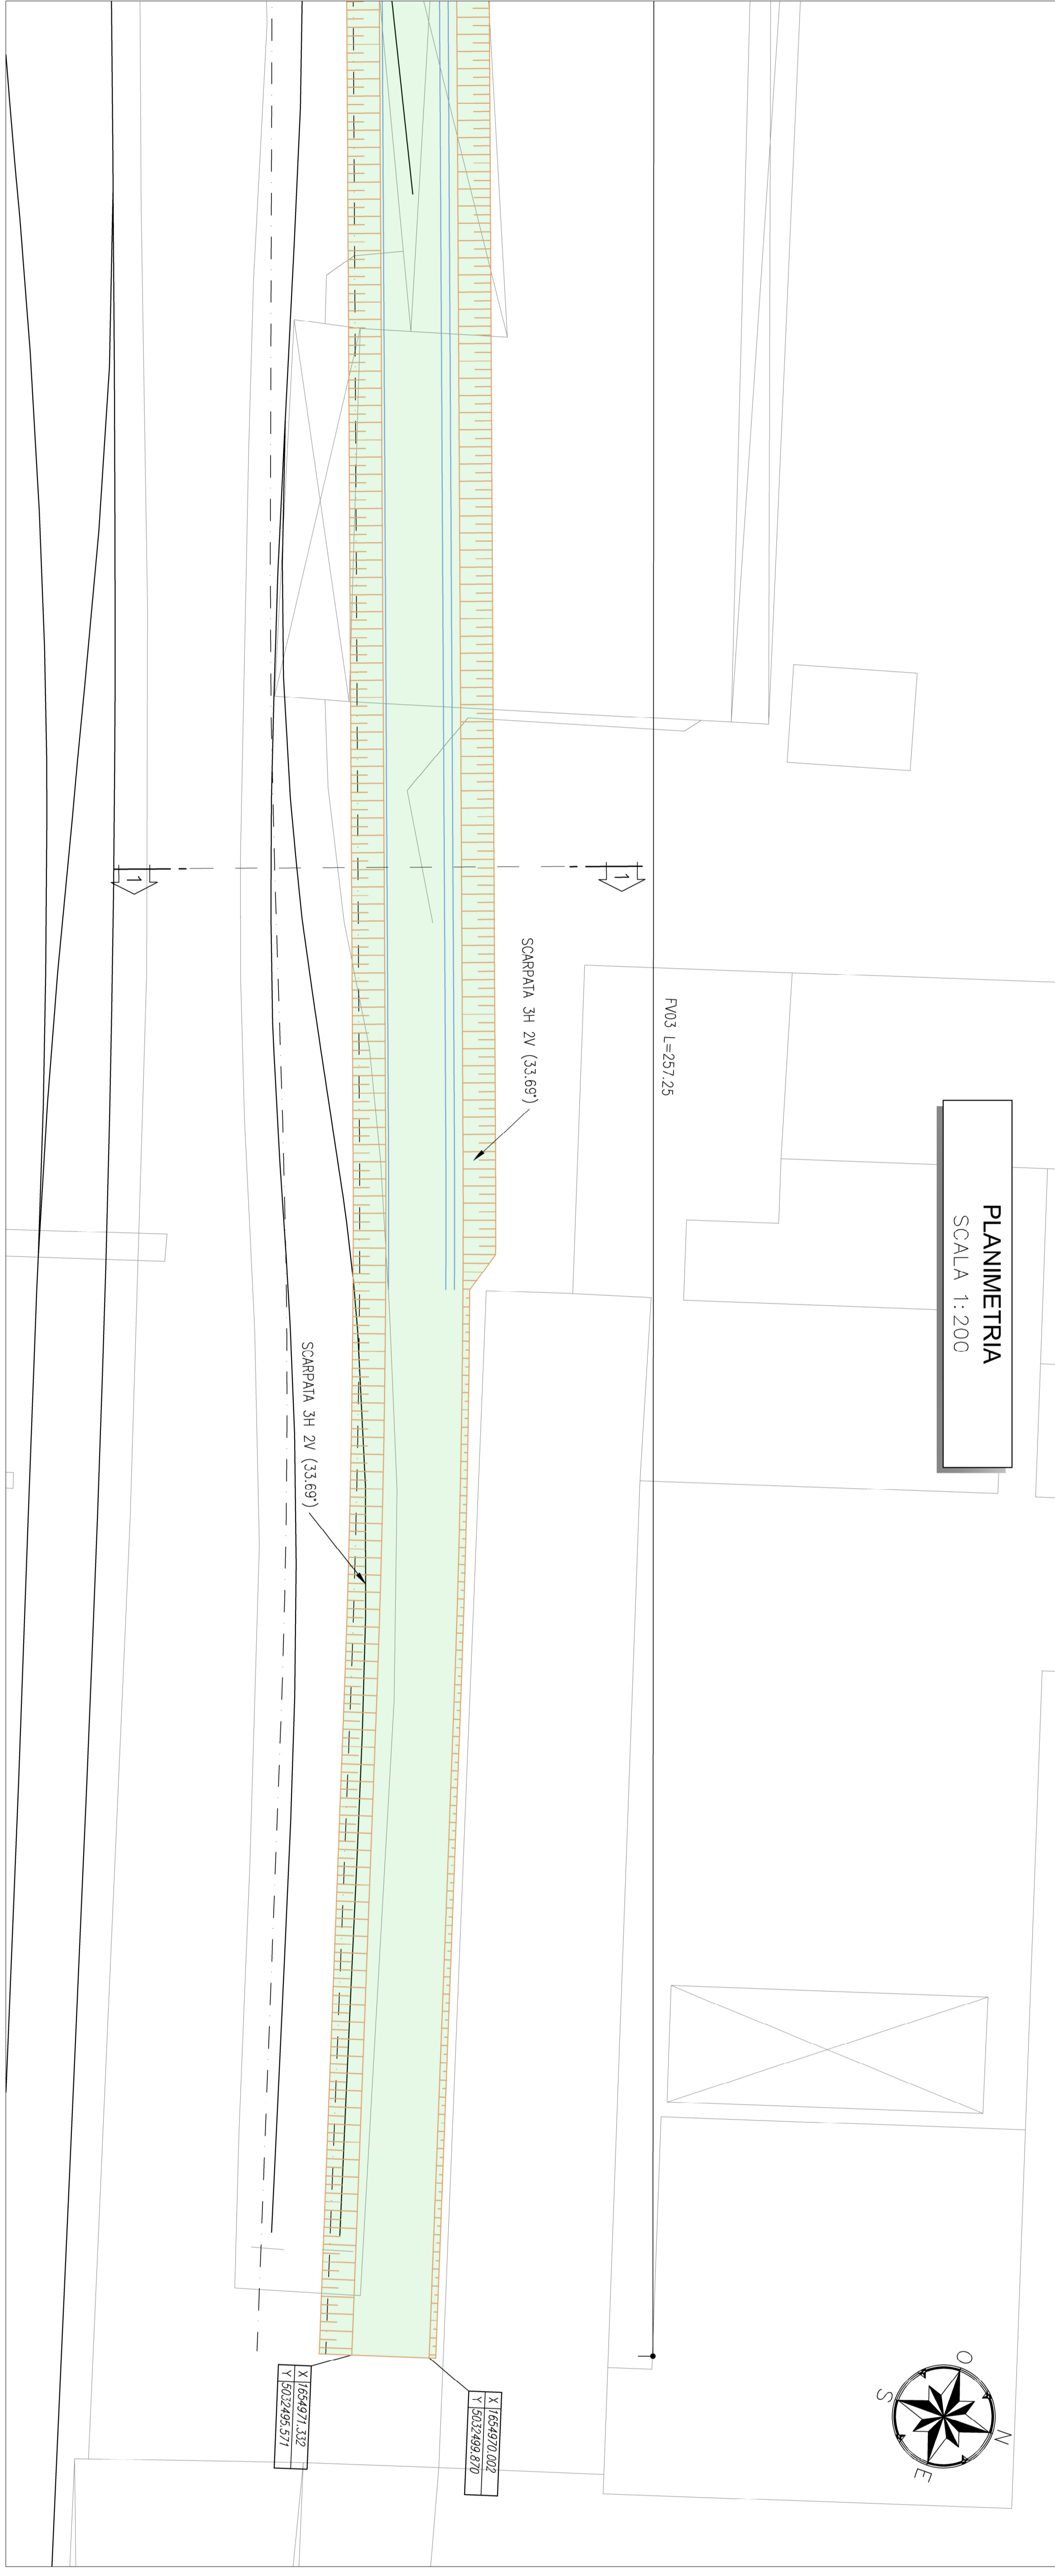 PLANIMETRIA
SCALA 1:200
FV03 L=257.25
SCARPATA 3H 2V (33.69°)
SCARPATA 3H 2V (33.69°)
1
1
X 1654970.002
Y 5032499.870
X 1654971.332
Y 5032495.571
N
O
E
S